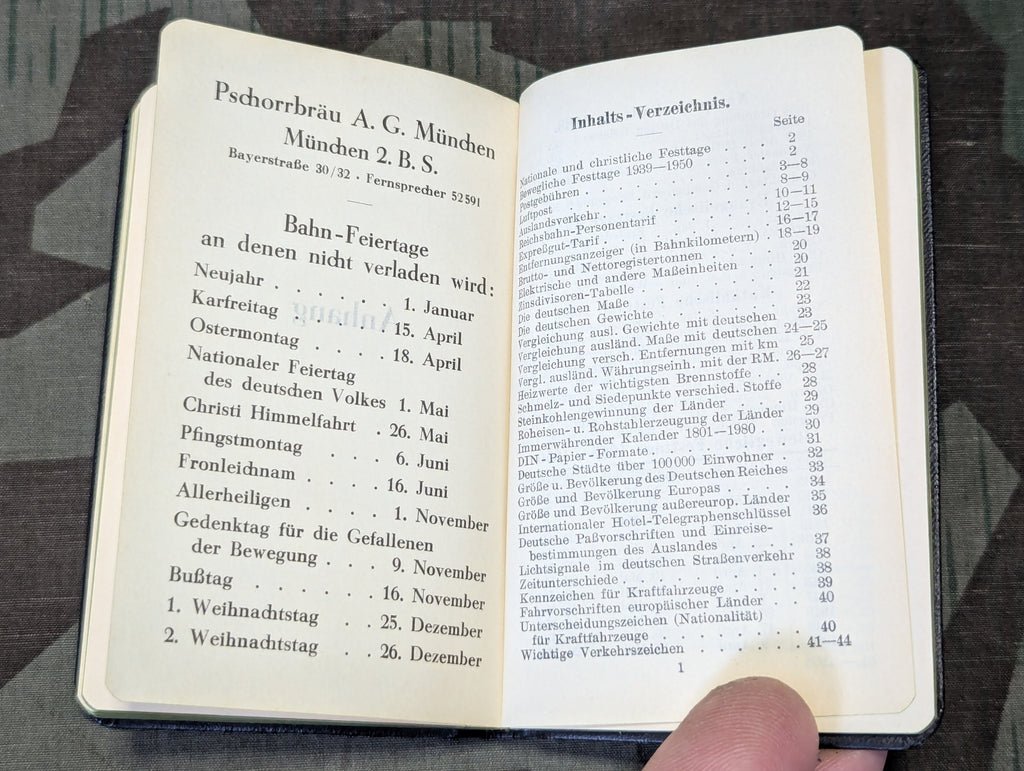 Pschorrbräu A. G. München
München 2. B. S.
Bayerstraße 30/32 · Fernsprecher 52591
Bahn-Feiertage
an denen nicht verladen wird:
Neujahr . . . . . . 1. Januar
Karfreitag . . . . . 15. April
Ostermontag . . . . 18. April
Nationaler Feiertag
des deutschen Volkes 1. Mai
Christi Himmelfahrt . 26. Mai
Pfingstmontag . . . 6. Juni
Fronleichnam . . . . 16. Juni
Allerheiligen . . . . 1. November
Gedenktag für die Gefallenen
der Bewegung . . . 9. November
Bußtag . . . . . . 16. November
1. Weihnachtstag . . 25. Dezember
2. Weihnachtstag . . 26. Dezember
Inhalts-Verzeichnis.
Seite
Nationale und christliche Festtage . . . . 2
Bewegliche Festtage 1939—1950 . . . . 2
Postgebühren . . . . . . . . 3—8
Luftpost . . . . . . . . 8—9
Auslandsverkehr . . . . . . . . 10—11
Reichsbahn-Personentarif . . . . . 12—15
Expreßgut-Tarif . . . . . . . . 16—17
Entfernungsanzeiger (in Bahnkilometern) . 18—19
Brutto- und Nettoregistertonnen . . . . 20
Elektrische und andere Maßeinheiten . . . 20
Zinsdivisoren-Tabelle . . . . . . 21
Die deutschen Maße . . . . . . 22
Die deutschen Gewichte . . . . . . 23
Vergleichung ausl. Gewichte mit deutschen 23
Vergleichung ausländ. Maße mit deutschen 24—25
Vergleichung versch. Entfernungen mit km 25
Vergl. ausländ. Währungseinh. mit der RM. 26—27
Heizwerte der wichtigsten Brennstoffe . . 28
Schmelz- und Siedepunkte verschied. Stoffe 28
Steinkohlengewinnung der Länder . . . 29
Roheisen- u. Rohstahlerzeugung der Länder 29
Immerwährender Kalender 1801—1980 . . 30
DIN-Papier-Formate . . . . . . . 31
Deutsche Städte über 100000 Einwohner . 32
Größe u. Bevölkerung des Deutschen Reiches 33
Größe und Bevölkerung Europas . . . . 34
Größe und Bevölkerung außereurop. Länder 35
Internationaler Hotel-Telegraphenschlüssel 36
Deutsche Paßvorschriften und Einreise-
bestimmungen des Auslandes . . . . 37
Lichtsignale im deutschen Straßenverkehr 38
Zeitunterschiede . . . . . . . . 38
Kennzeichen für Kraftfahrzeuge . . . . 39
Fahrvorschriften europäischer Länder . . 40
Unterscheidungszeichen (Nationalität)
für Kraftfahrzeuge . . . . . . . 40
Wichtige Verkehrszeichen . . . . . . 41—44
1